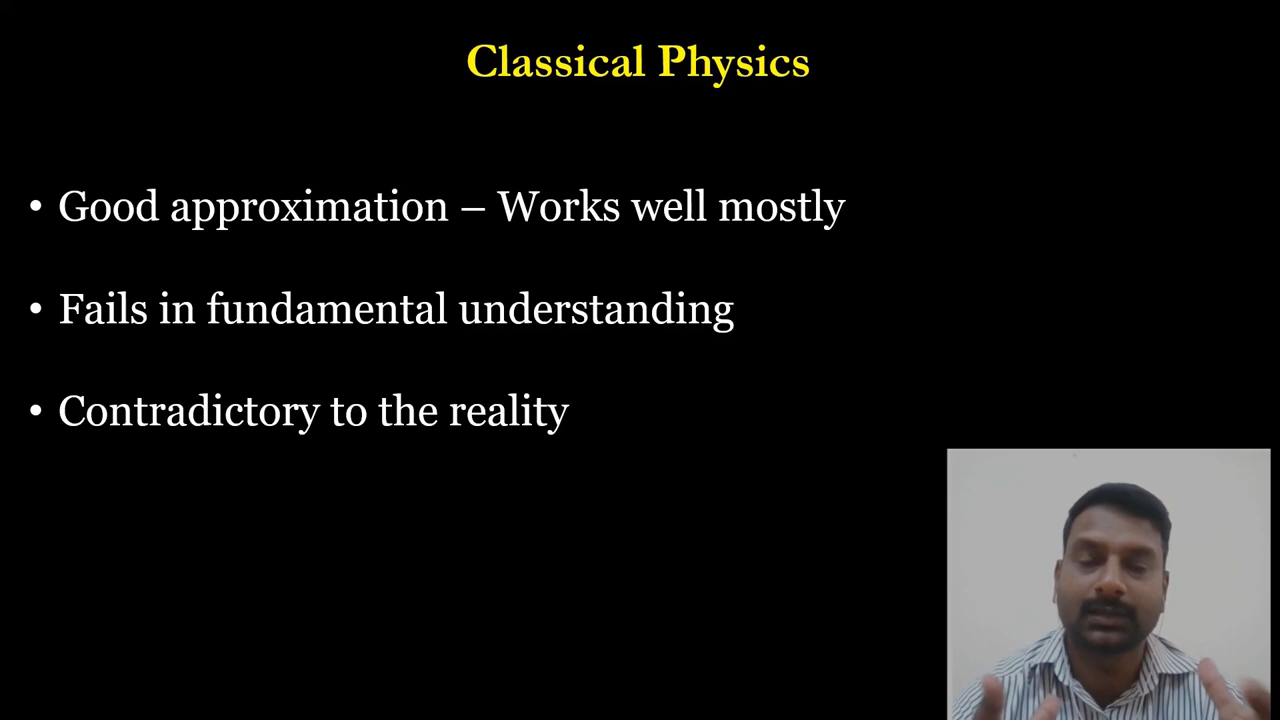 Classical Physics
• Good approximation – Works well mostly
• Fails in fundamental understanding
• Contradictory to the reality